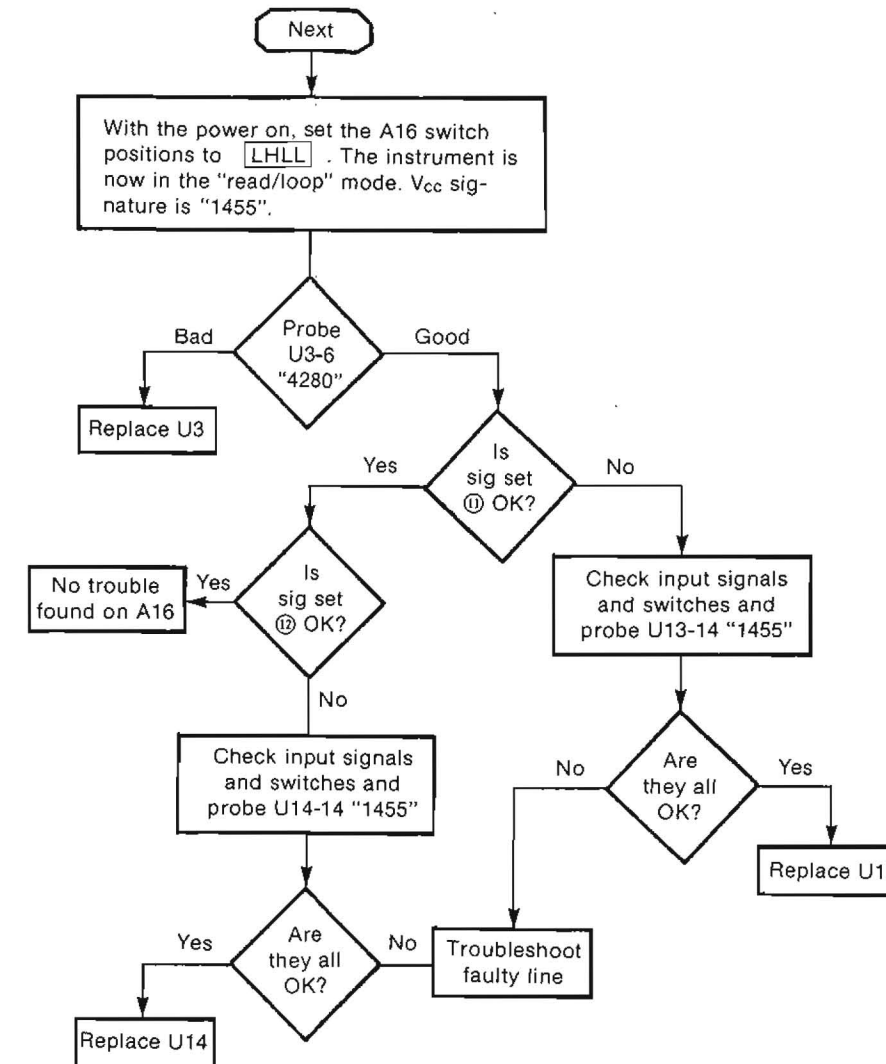 Next
With the power on, set the A16 switch
positions to LHLL . The instrument is
now in the "read/loop" mode. Vcc sig-
nature is "1455".
Probe
U3-6
"4280"
Bad
Good
Replace U3
Is
sig set
⑪ OK?
Yes
No
Is
sig set
⑫ OK?
Yes
No trouble
found on A16
Check input signals
and switches and
probe U13-14 "1455"
No
Check input signals
and switches and
probe U14-14 "1455"
Are
they all
OK?
No
Yes
Replace U1
Are
they all
OK?
Yes
No
Troubleshoot
faulty line
Replace U14